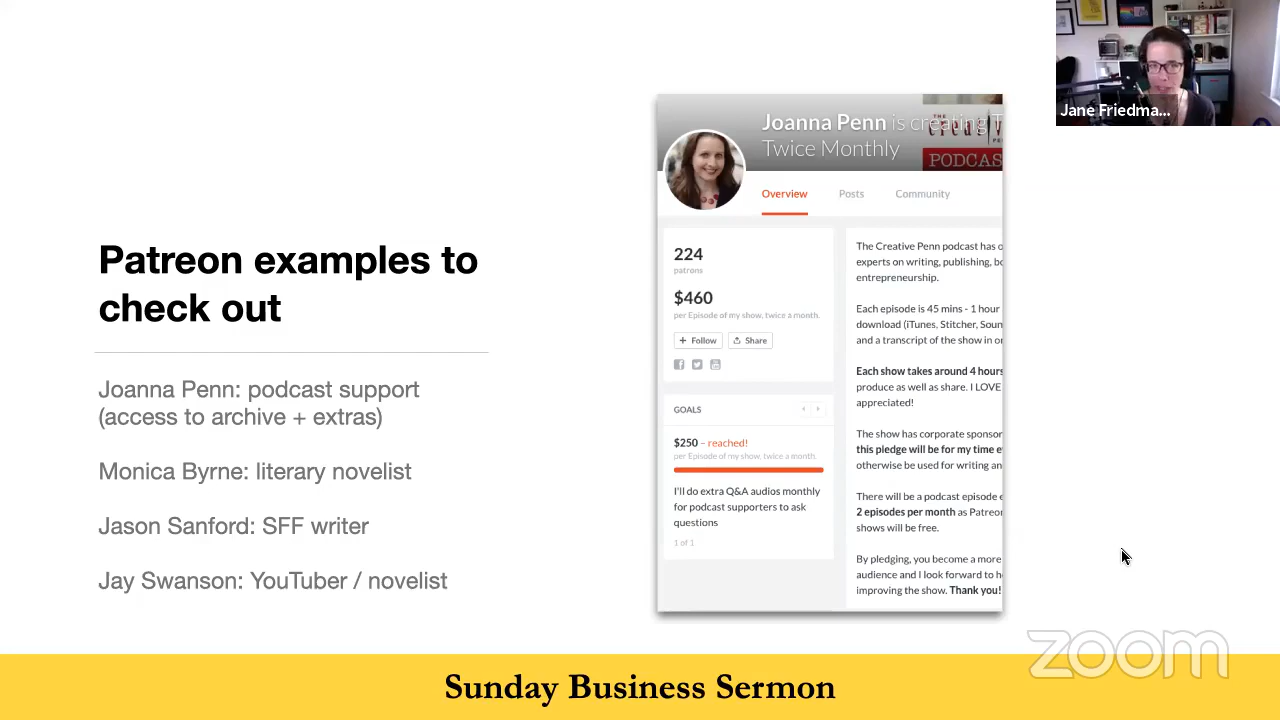 Patreon examples to
check out
Joanna Penn: podcast support
(access to archive + extras)
Monica Byrne: literary novelist
Jason Sanford: SFF writer
Jay Swanson: YouTuber / novelist
Joanna Penn is creating T
Twice Monthly
THE
PODCAS
Overview Posts Community
224
patrons
$460
per Episode of my show, twice a month.
+ Follow Share
GOALS
$250 – reached!
per Episode of my show, twice a month.
I'll do extra Q&A audios monthly
for podcast supporters to ask
questions
1 of 1
The Creative Penn podcast has o
experts on writing, publishing, bo
entrepreneurship.
Each episode is 45 mins - 1 hour
download (iTunes, Stitcher, Soun
and a transcript of the show in or
Each show takes around 4 hours
produce as well as share. I LOVE
appreciated!
The show has corporate sponsor
this pledge will be for my time e
otherwise be used for writing an
There will be a podcast episode e
2 episodes per month as Patreo
shows will be free.
By pledging, you become a more
audience and I look forward to h
improving the show. Thank you!
Jane Friedma...
zoom
Sunday Business Sermon